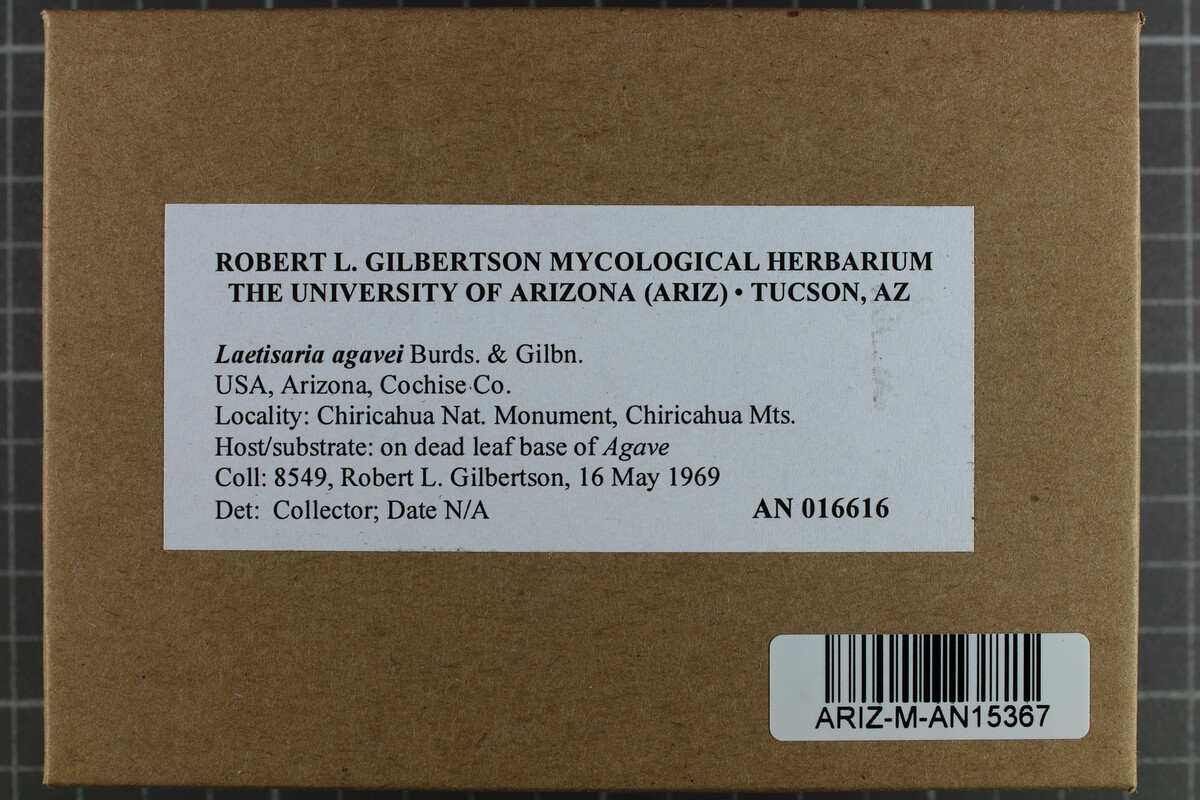 ROBERT L. GILBERTSON MYCOLOGICAL HERBARIUM
THE UNIVERSITY OF ARIZONA (ARIZ) • TUCSON, AZ
Laetisaria agavei Burds. & Gilbn.
USA, Arizona, Cochise Co.
Locality: Chiricahua Nat. Monument, Chiricahua Mts.
Host/substrate: on dead leaf base of Agave
Coll: 8549, Robert L. Gilbertson, 16 May 1969
Det: Collector; Date N/A AN 016616
ARIZ-M-AN15367